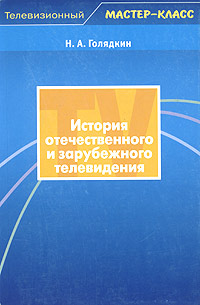 Телевизионный МАСТЕР-КЛАСС
Н. А. Голядкин
TV
История
отечественного
и зарубежного
телевидения